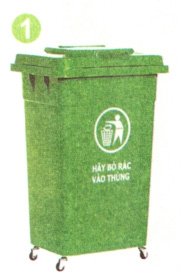 1
HÃY BỎ RÁC
VÀO THÙNG